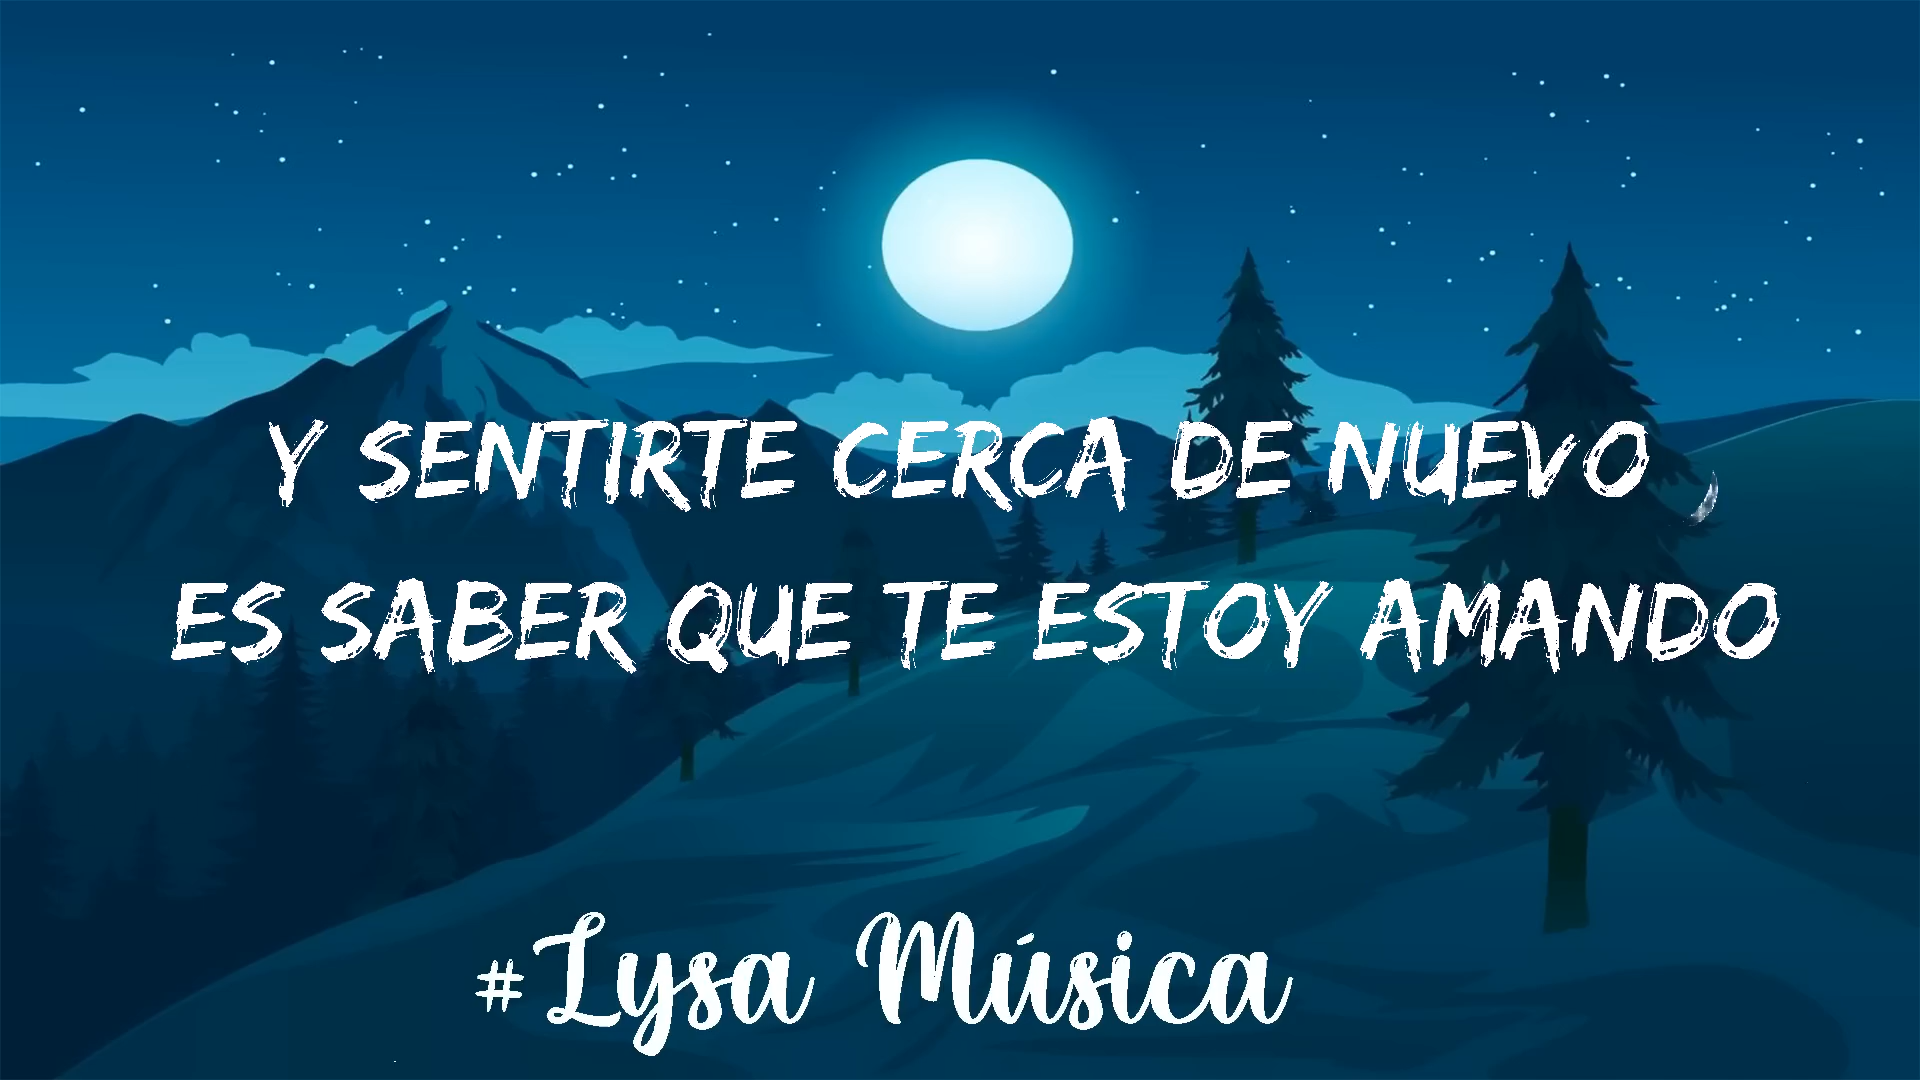 Y SENTIRTE CERCA DE NUEVO ,
ES SABER QUE TE ESTOY AMANDO
#Lysa Música